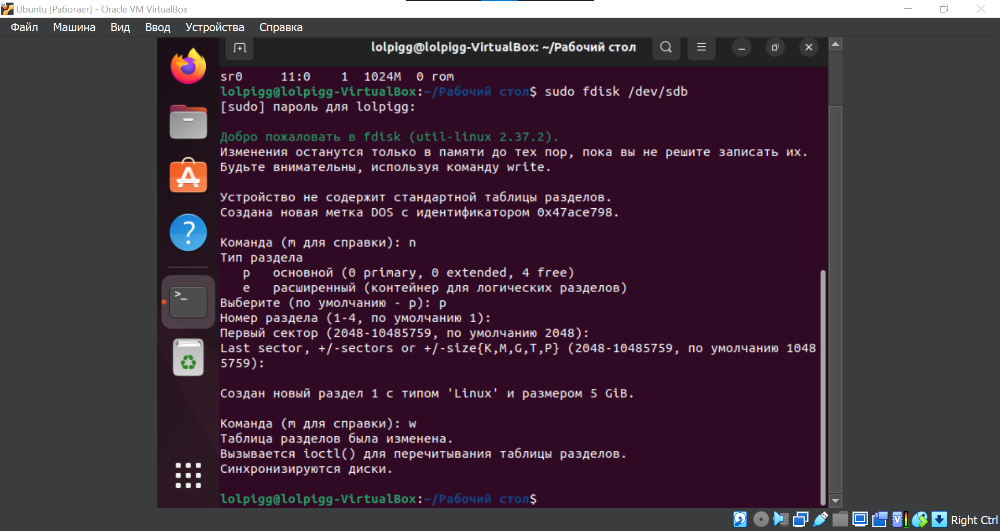 Ubuntu [Работает] - Oracle VM VirtualBox
Файл Машина Вид Ввод Устройства Справка
lolpigg@lolpigg-VirtualBox: ~/Рабочий стол
sr0 11:0 1 1024M 0 rom
lolpigg@lolpigg-VirtualBox:~/Рабочий стол$ sudo fdisk /dev/sdb
[sudo] пароль для lolpigg:
Добро пожаловать в fdisk (util-linux 2.37.2).
Изменения останутся только в памяти до тех пор, пока вы не решите записать их.
Будьте внимательны, используя команду write.
Устройство не содержит стандартной таблицы разделов.
Создана новая метка DOS с идентификатором 0x47ace798.
Команда (m для справки): n
Тип раздела
p основной (0 primary, 0 extended, 4 free)
e расширенный (контейнер для логических разделов)
Выберите (по умолчанию - p): p
Номер раздела (1-4, по умолчанию 1):
Первый сектор (2048-10485759, по умолчанию 2048):
Last sector, +/-sectors or +/-size{K,M,G,T,P} (2048-10485759, по умолчанию 1048
5759):
Создан новый раздел 1 с типом 'Linux' и размером 5 GiB.
Команда (m для справки): w
Таблица разделов была изменена.
Вызывается ioctl() для перечитывания таблицы разделов.
Синхронизируются диски.
lolpigg@lolpigg-VirtualBox:~/Рабочий стол$
Right Ctrl